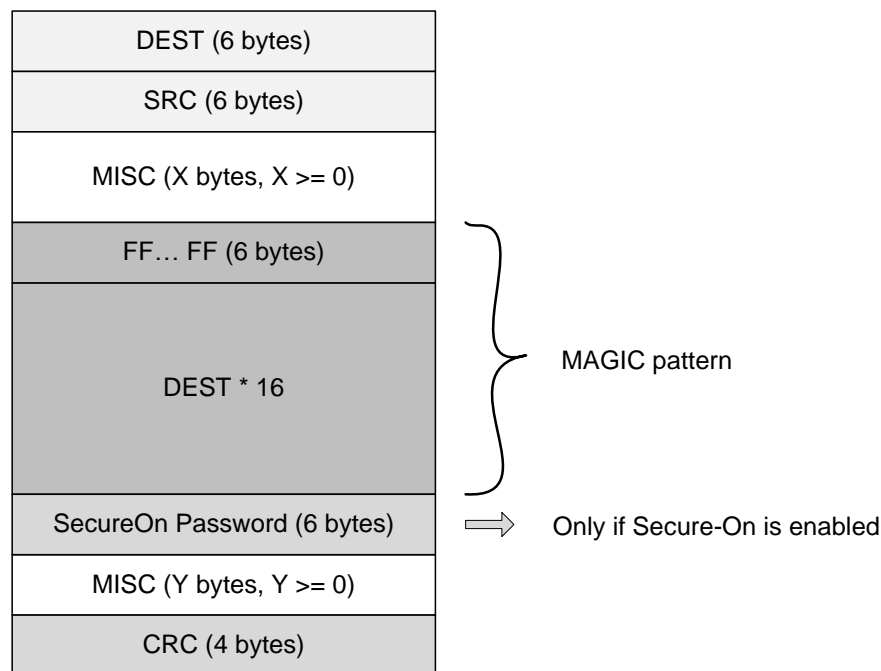 DEST (6 bytes)
SRC (6 bytes)
MISC (X bytes, X >= 0)
FF… FF (6 bytes)
DEST * 16
MAGIC pattern
SecureOn Password (6 bytes)
Only if Secure-On is enabled
MISC (Y bytes, Y >= 0)
CRC (4 bytes)